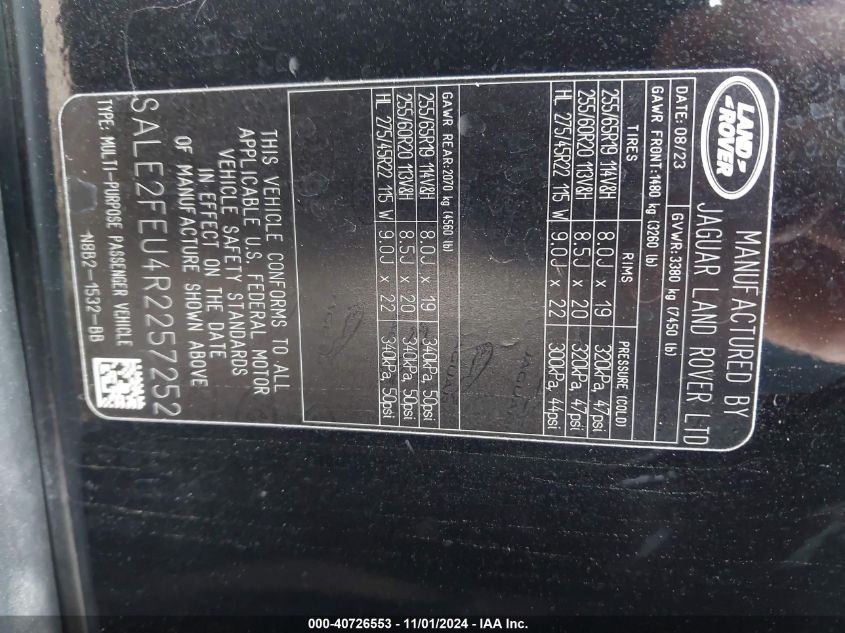 LAND
ROVER
MANUFACTURED BY
JAGUAR LAND ROVER LTD
DATE: 08/23 GVWR: 3380 kg (7450 lb)
GAWR FRONT: 1480 kg (3260 lb)
TIRES RIMS PRESSURE (COLD)
255/65R19 114V&H 8.0J x 19 320kPa, 47psi
255/60R20 113V&H 8.5J x 20 320kPa, 47psi
HL 275/45R22 115 W 9.0J x 22 300kPa, 44psi
GAWR REAR: 2070 kg (4560 lb)
255/65R19 114V&H 8.0J x 19 340kPa, 50psi
255/60R20 113V&H 8.5J x 20 340kPa, 50psi
HL 275/45R22 115 W 9.0J x 22 340kPa, 50psi
THIS VEHICLE CONFORMS TO ALL
APPLICABLE U.S. FEDERAL MOTOR
VEHICLE SAFETY STANDARDS
IN EFFECT ON THE DATE
OF MANUFACTURE SHOWN ABOVE
SALE2FEU4R2257252
TYPE: MULTI-PURPOSE PASSENGER VEHICLE
N8B2-1532-BB
JAGUAR
JAGUAR
000-40726553 - 11/01/2024 - IAA Inc.